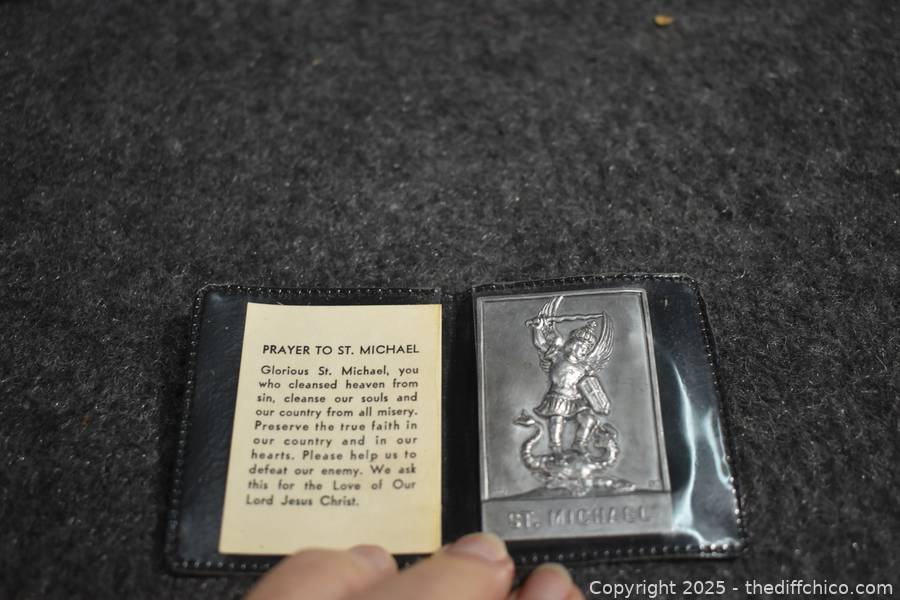 PRAYER TO ST. MICHAEL
Glorious St. Michael, you
who cleansed heaven from
sin, cleanse our souls and
our country from all misery.
Preserve the true faith in
our country and in our
hearts. Please help us to
defeat our enemy. We ask
this for the Love of Our
Lord Jesus Christ.
ST. MICHAEL
Copyright 2025 - thediffchico.com